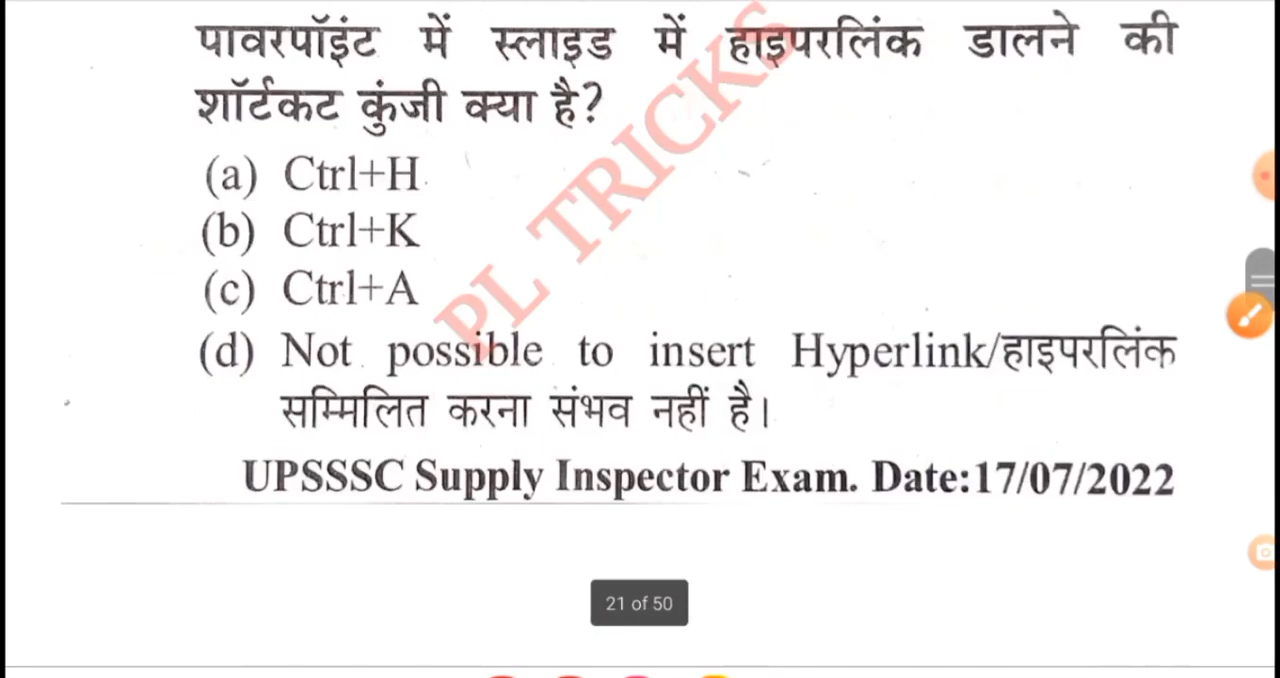 पावरपॉइंट में स्लाइड में हाइपरलिंक डालने की
शॉर्टकट कुंजी क्या है?
(a) Ctrl+H
(b) Ctrl+K
(c) Ctrl+A
(d) Not possible to insert Hyperlink/हाइपरलिंक
सम्मिलित करना संभव नहीं है।
UPSSSC Supply Inspector Exam. Date:17/07/2022
PL TRICKS
21 of 50